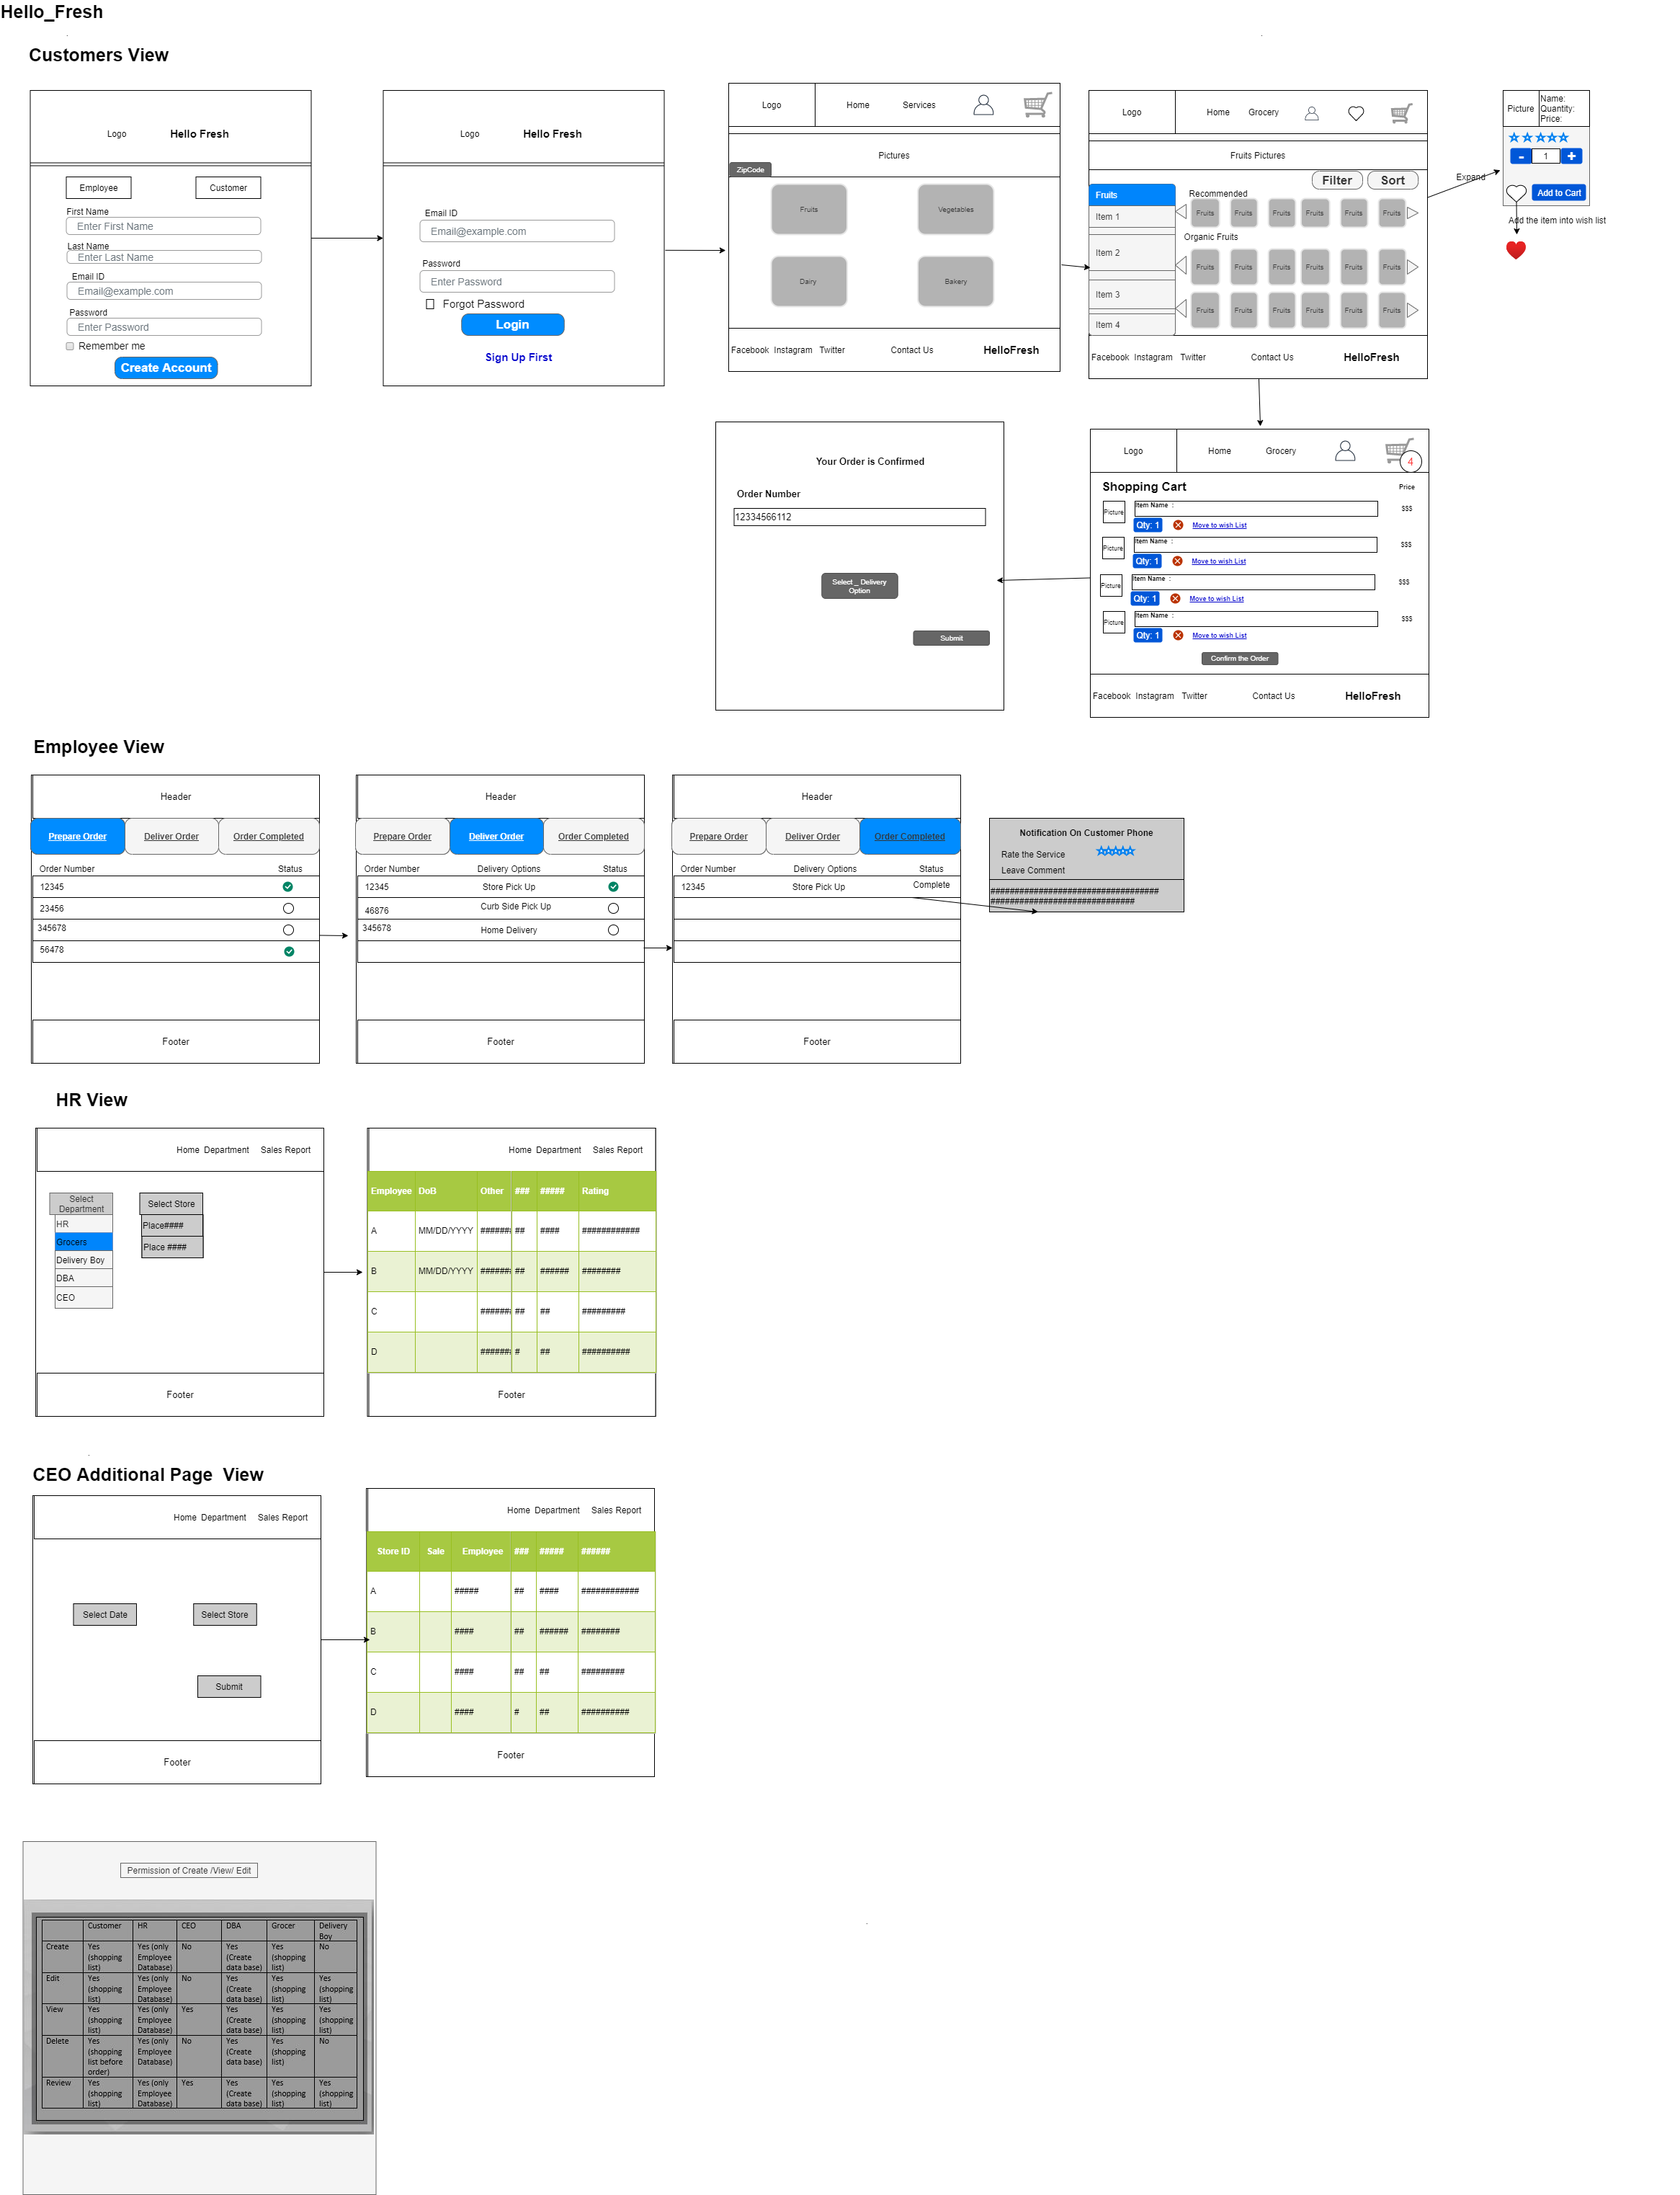 Hello_Fresh
Customers View
Logo Hello Fresh
Employee Customer
First Name
Enter First Name
Last Name
Enter Last Name
Email ID
Email@example.com
Password
Enter Password
Remember me
Create Account
Logo Hello Fresh
Email ID
Email@example.com
Password
Enter Password
Forgot Password
Login
Sign Up First
Logo Home Services
Pictures
ZipCode
Fruits Vegetables
Dairy Bakery
Facebook Instagram Twitter Contact Us HelloFresh
Logo Home Grocery
Fruits Pictures
Filter Sort
Fruits
Item 1
Item 2
Item 3
Item 4
Recommended
Fruits Fruits Fruits Fruits Fruits Fruits
Organic Fruits
Fruits Fruits Fruits Fruits Fruits Fruits
Fruits Fruits Fruits Fruits Fruits Fruits
Facebook Instagram Twitter Contact Us HelloFresh
Expand
Picture
Name:
Quantity:
Price:
- 1 +
Add to Cart
Add the item into wish list
Your Order is Confirmed
Order Number
12334566112
Select _ Delivery
Option
Submit
Logo Home Grocery 4
Shopping Cart Price
Picture Item Name : $$$
Qty: 1 Move to wish List
Picture Item Name : $$$
Qty: 1 Move to wish List
Picture Item Name : $$$
Qty: 1 Move to wish List
Picture Item Name : $$$
Qty: 1 Move to wish List
Confirm the Order
Facebook Instagram Twitter Contact Us HelloFresh
Employee View
Header
Prepare Order Deliver Order Order Completed
Order Number Status
12345
23456
345678
56478
Footer
Header
Prepare Order Deliver Order Order Completed
Order Number Delivery Options Status
12345 Store Pick Up
46876 Curb Side Pick Up
345678 Home Delivery
Footer
Header
Prepare Order Deliver Order Order Completed
Order Number Delivery Options Status
12345 Store Pick Up Complete
Footer
Notification On Customer Phone
Rate the Service
Leave Comment
###################################
##############################
HR View
Home Department Sales Report
Select
Department
HR
Grocers
Delivery Boy
DBA
CEO
Select Store
Place####
Place ####
Footer
Home Department Sales Report
Employee DoB Other ### ##### Rating
A MM/DD/YYYY ###### ## #### ############
B MM/DD/YYYY ###### ## ###### ########
C ###### ## ## #########
D ###### # ## ##########
Footer
CEO Additional Page View
Home Department Sales Report
Select Date Select Store
Submit
Footer
Home Department Sales Report
Store ID Sale Employee ### ##### ######
A ##### ## #### ############
B #### ## ###### ########
C #### ## ## #########
D #### # ## ##########
Footer
Permission of Create /View/ Edit
Customer HR CEO DBA Grocer Delivery
Boy
Create Yes Yes (only No Yes Yes No
(shopping Employee (Create (shopping
list) Database) data base) list)
Edit Yes Yes (only No Yes Yes Yes
(shopping Employee (Create (shopping (shopping
list) Database) data base) list) list)
View Yes Yes (only Yes Yes Yes Yes
(shopping Employee (Create (shopping (shopping
list) Database) data base) list) list)
Delete Yes Yes (only No Yes Yes No
(shopping Employee (Create (shopping
list before Database) data base) list)
order)
Review Yes Yes (only Yes Yes Yes Yes
(shopping Employee (Create (shopping (shopping
list) Database) data base) list) list)